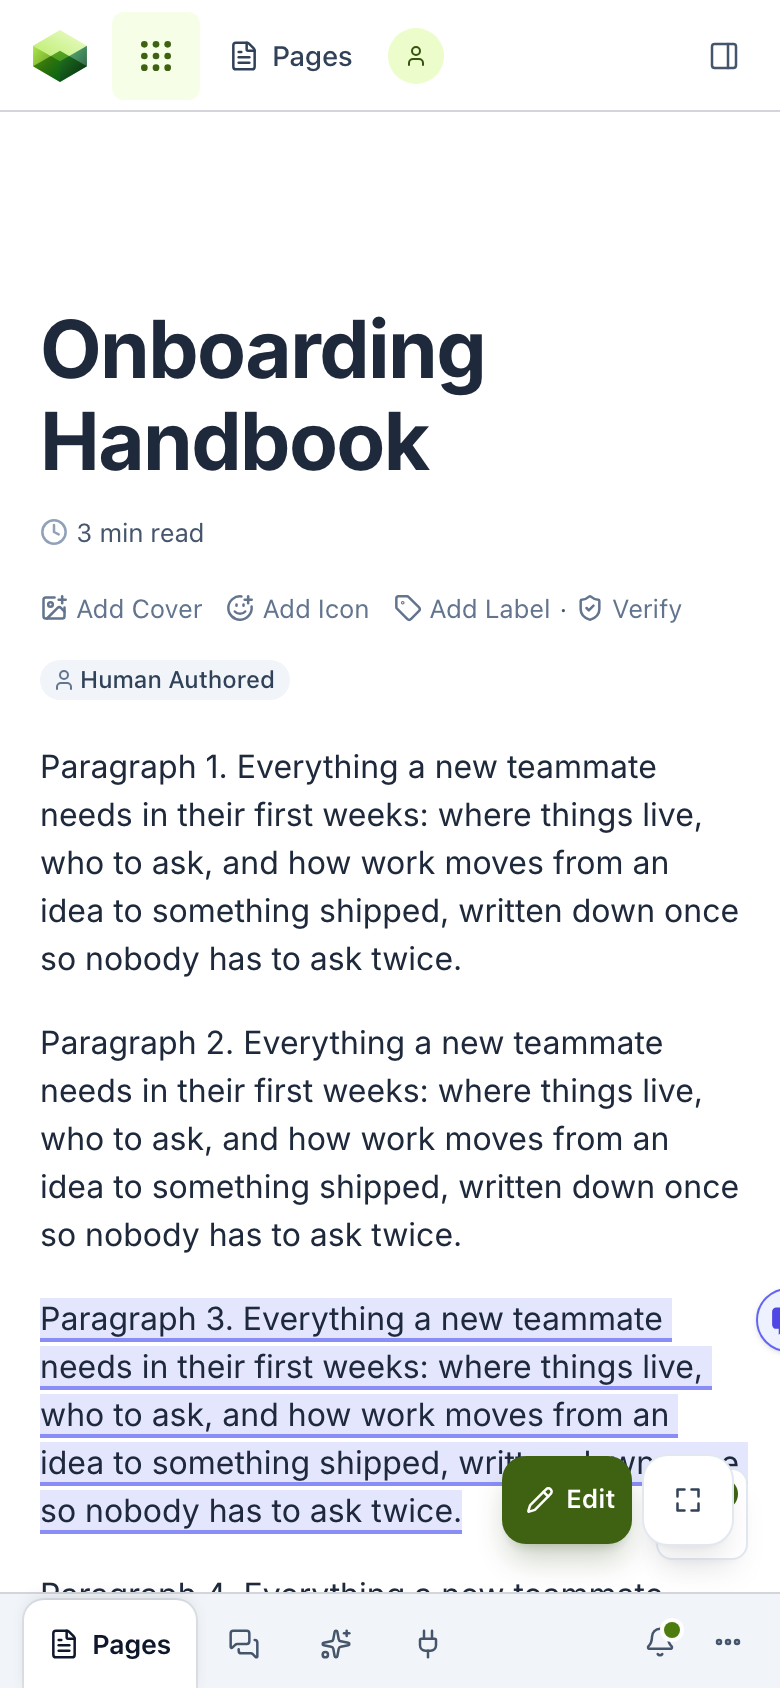 Pages
Onboarding
Handbook
3 min read
Add Cover Add Icon Add Label · Verify
Human Authored
Paragraph 1. Everything a new teammate
needs in their first weeks: where things live,
who to ask, and how work moves from an
idea to something shipped, written down once
so nobody has to ask twice.
Paragraph 2. Everything a new teammate
needs in their first weeks: where things live,
who to ask, and how work moves from an
idea to something shipped, written down once
so nobody has to ask twice.
Paragraph 3. Everything a new teammate
needs in their first weeks: where things live,
who to ask, and how work moves from an
idea to something shipped,
so nobody has to ask twice.
Edit
Paragraph 4. Everything a new teammate
Pages